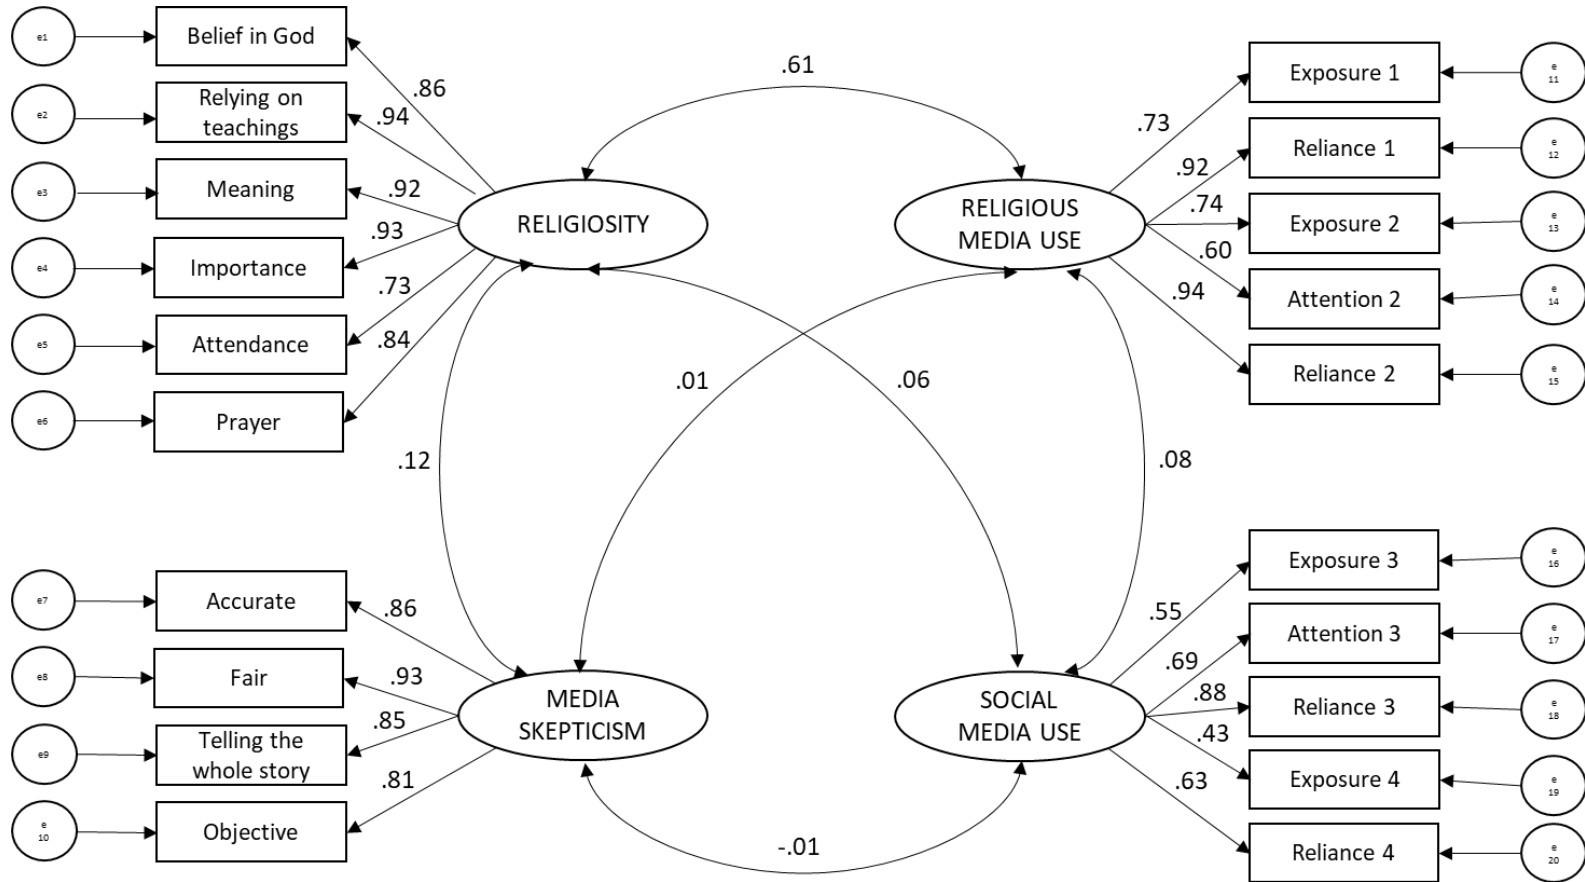 e1
Belief in God
.86
e2
Relying on
teachings
.94
e3
Meaning
.92
e4
Importance
.93
e5
Attendance
.73
e6
Prayer
.84
RELIGIOSITY
.61
RELIGIOUS
MEDIA USE
.73
Exposure 1
e
11
.92
Reliance 1
e
12
.74
Exposure 2
e
13
.60
Attention 2
e
14
.94
Reliance 2
e
15
.12
.01
.06
.08
e7
Accurate
.86
e8
Fair
.93
e9
Telling the
whole story
.85
e
10
Objective
.81
MEDIA
SKEPTICISM
-.01
SOCIAL
MEDIA USE
.55
Exposure 3
e
16
.69
Attention 3
e
17
.88
Reliance 3
e
18
.43
Exposure 4
e
19
.63
Reliance 4
e
20